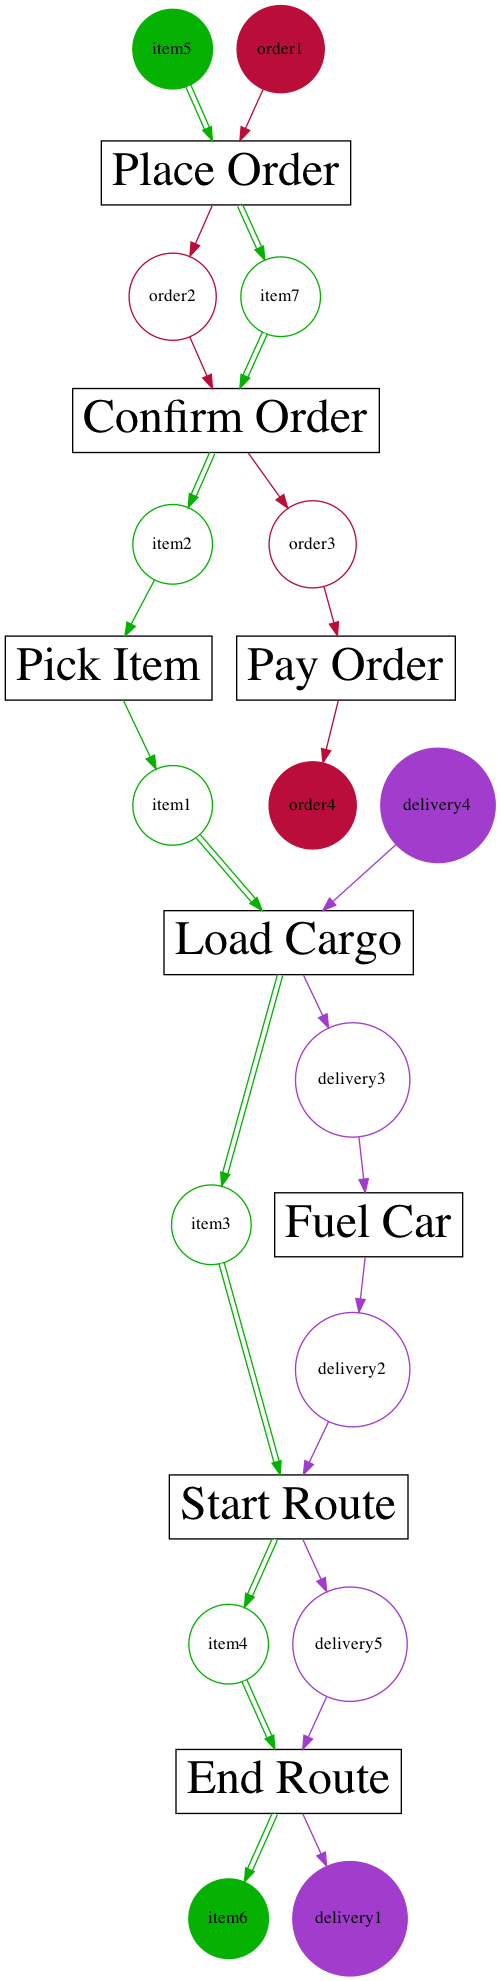 item5
order1
Place Order
order2
item7
Confirm Order
item2
order3
Pick Item
Pay Order
item1
order4
delivery4
Load Cargo
delivery3
item3
Fuel Car
delivery2
Start Route
item4
delivery5
End Route
item6
delivery1